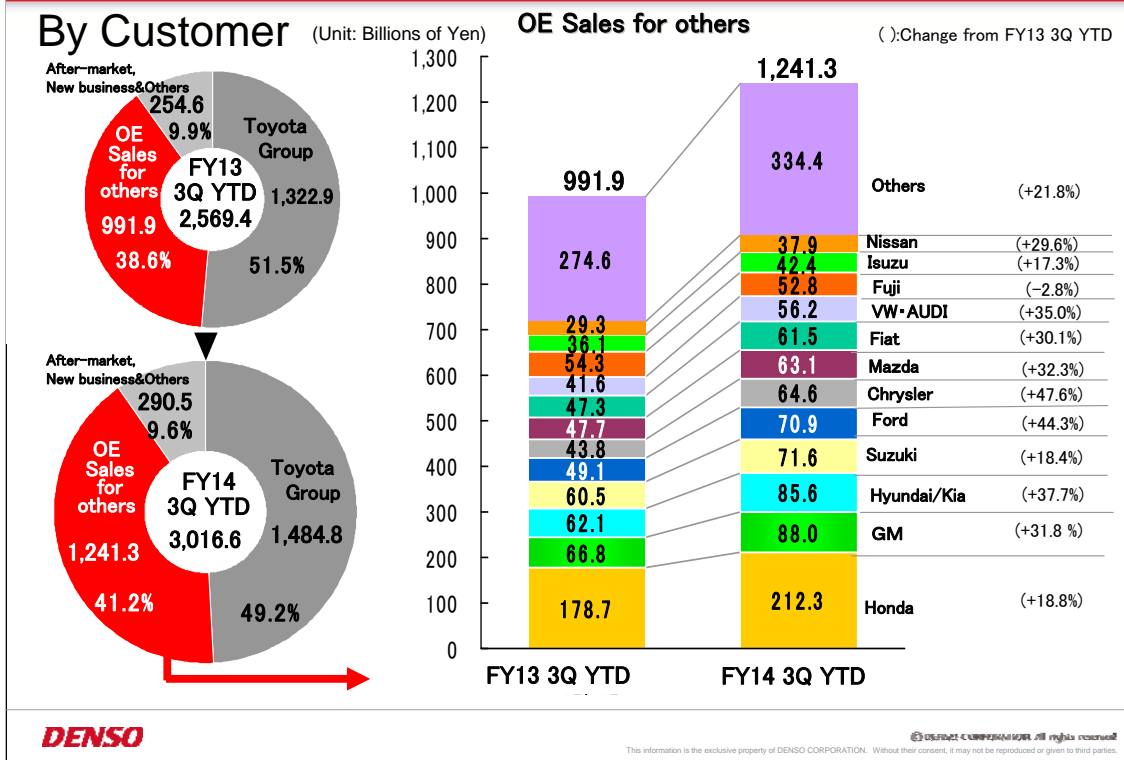 By Customer
(Unit: Billions of Yen)
OE Sales for others
( ):Change from FY13 3Q YTD
After-market,
New business&Others
254.6
9.9%
OE
Sales
for
others
991.9
38.6%
FY13
3Q YTD
2,569.4
Toyota
Group
1,322.9
51.5%
After-market,
New business&Others
290.5
9.6%
OE
Sales
for
others
1,241.3
41.2%
FY14
3Q YTD
3,016.6
Toyota
Group
1,484.8
49.2%
1,300
1,200
1,100
1,000
900
800
700
600
500
400
300
200
100
0
991.9
274.6
29.3
36.1
54.3
41.6
47.3
47.7
43.8
49.1
60.5
62.1
66.8
178.7
FY13 3Q YTD
1,241.3
334.4
37.9
42.4
52.8
56.2
61.5
63.1
64.6
70.9
71.6
85.6
88.0
212.3
FY14 3Q YTD
Others (+21.8%)
Nissan (+29.6%)
Isuzu (+17.3%)
Fuji (−2.8%)
VW・AUDI (+35.0%)
Fiat (+30.1%)
Mazda (+32.3%)
Chrysler (+47.6%)
Ford (+44.3%)
Suzuki (+18.4%)
Hyundai/Kia (+37.7%)
GM (+31.8 %)
Honda (+18.8%)
DENSO
© DENSO CORPORATION All rights reserved
This information is the exclusive property of DENSO CORPORATION. Without their consent, it may not be reproduced or given to third parties.